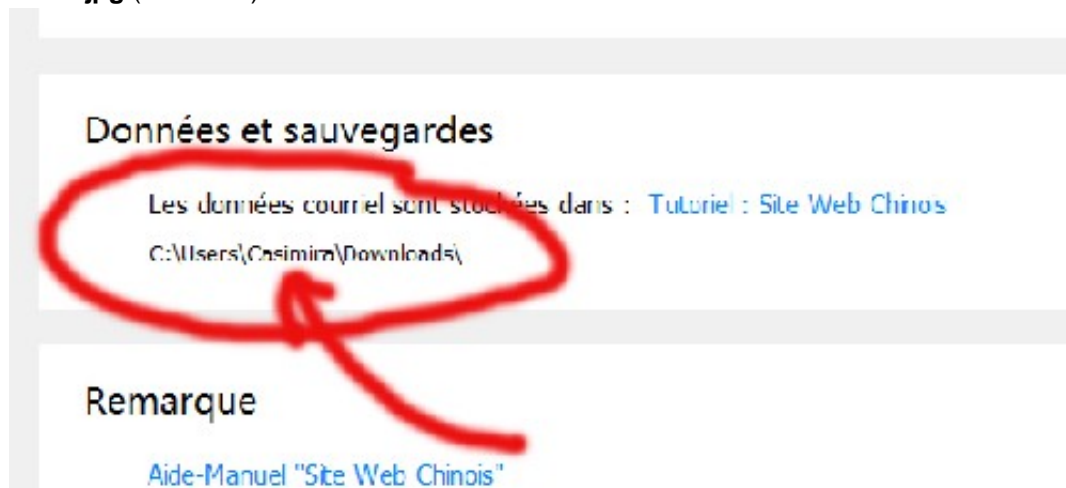 Données et sauvegardes
Les données courriel sont stockées dans : Tutoriel : Site Web Chinois
C:\Users\Casimira\Downloads\
Remarque
Aide-Manuel "Site Web Chinois"